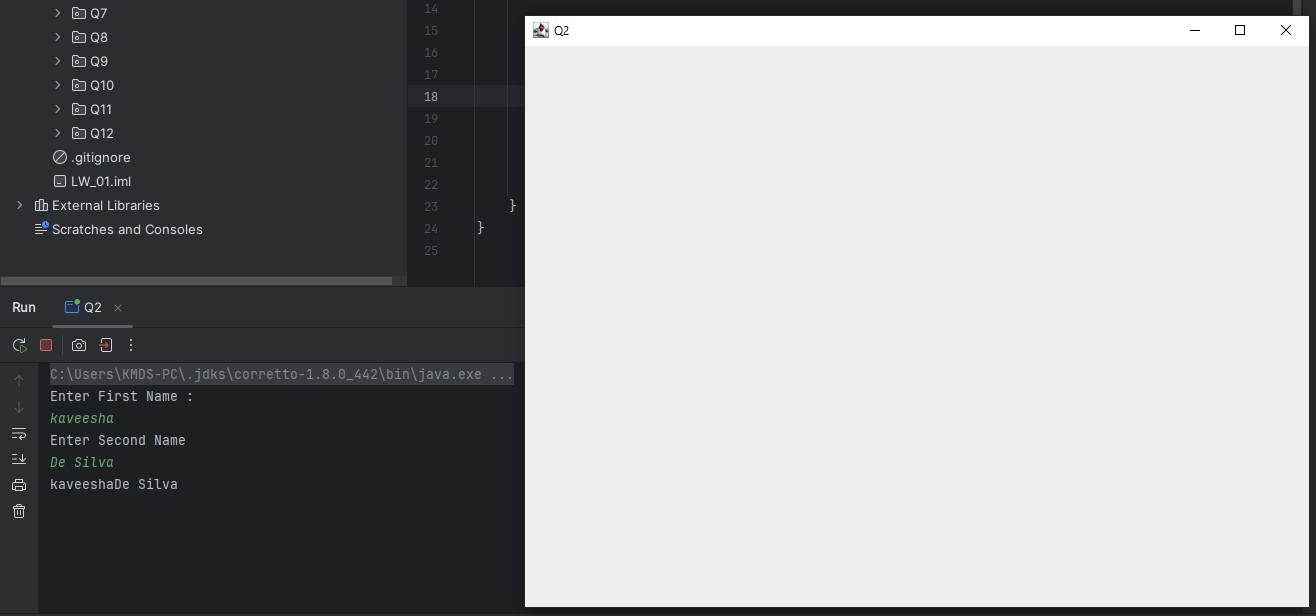 Q7
Q8
Q9
Q10
Q11
Q12
.gitignore
LW_01.iml
External Libraries
Scratches and Consoles
14
15
16
17
18
19
20
21
22
23 }
24 }
25
Q2
Run Q2
C:\Users\KMDS-PC\.jdks\corretto-1.8.0_442\bin\java.exe ...
Enter First Name :
kaveesha
Enter Second Name
De Silva
kaveeshaDe Silva